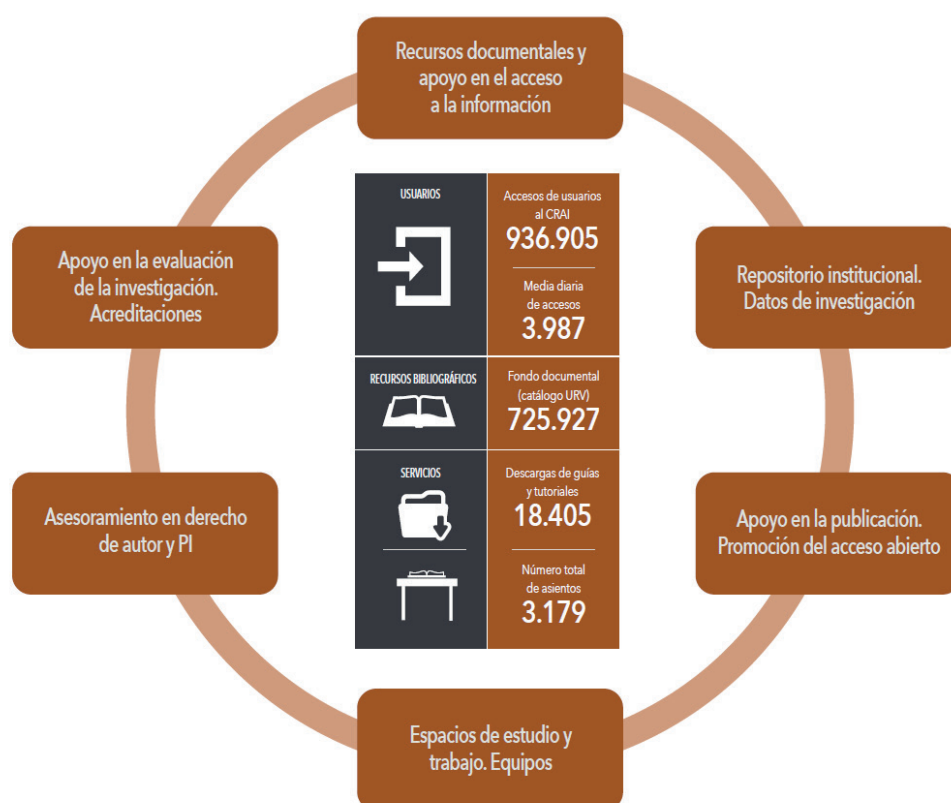 Recursos documentales y
apoyo en el acceso
a la información
Apoyo en la evaluación
de la investigación.
Acreditaciones
Repositorio institucional.
Datos de investigación
Asesoramiento en derecho
de autor y PI
Apoyo en la publicación.
Promoción del acceso abierto
Espacios de estudio y
trabajo. Equipos
USUARIOS
Accesos de usuarios
al CRAI
936.905
Media diaria
de accesos
3.987
RECURSOS BIBLIOGRÁFICOS
Fondo documental
(catálogo URV)
725.927
SERVICIOS
Descargas de guías
y tutoriales
18.405
Número total
de asientos
3.179